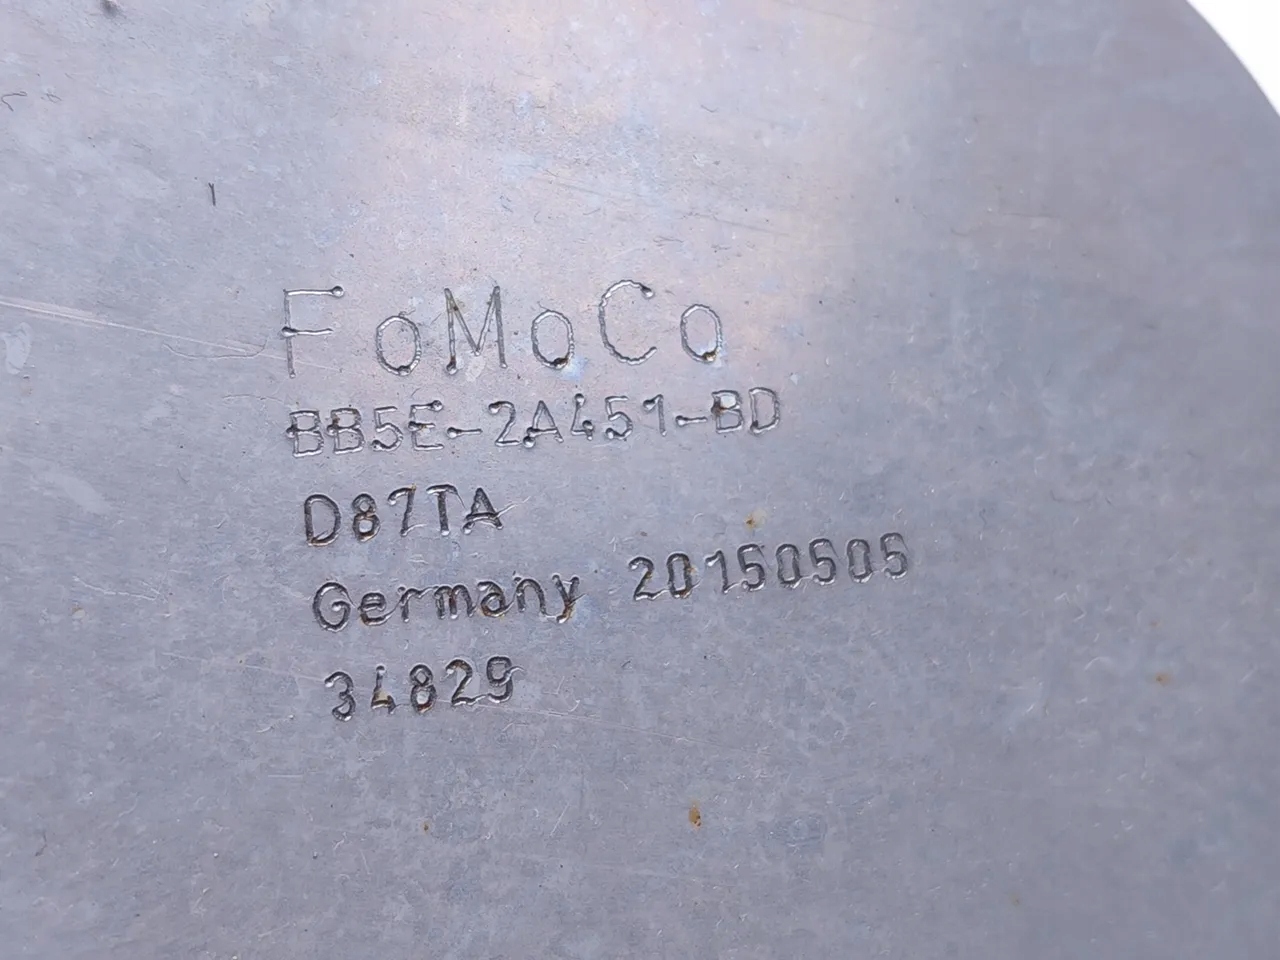 FoMoCo
BB5E-2A451-BD
D87TA
Germany 20150505
34829